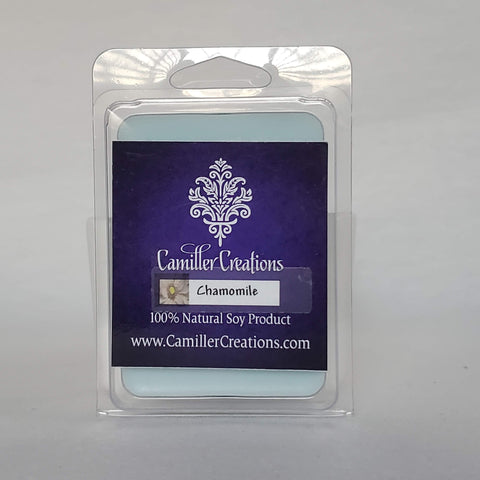 Camiller Creations
Chamomile
100% Natural Soy Product
www.CamillerCreations.com